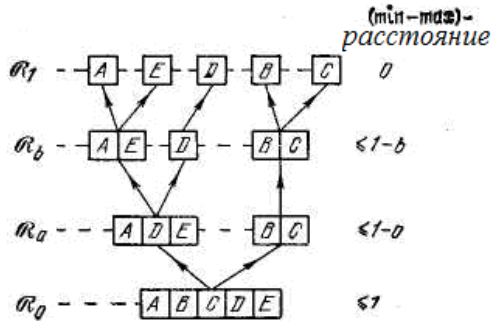 (min-max)-
расстояние
R1 A E D B C 0
Rb A E D B C ≤1-b
Ra A D E B C ≤1-a
R0 A B C D E ≤1